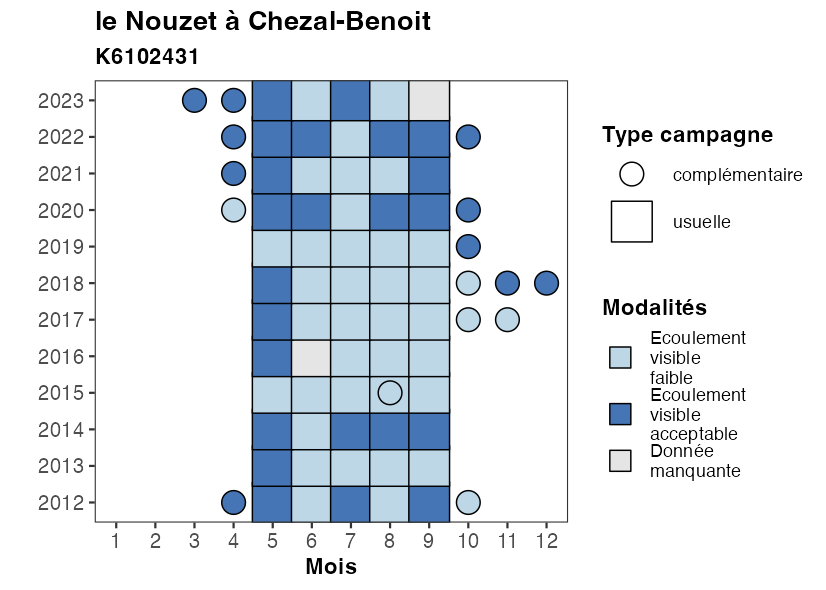 le Nouzet à Chezal-Benoit
K6102431
2023
2022
2021
2020
2019
2018
2017
2016
2015
2014
2013
2012
1 2 3 4 5 6 7 8 9 10 11 12
Mois
Type campagne
complémentaire
usuelle
Modalités
Ecoulement
visible
faible
Ecoulement
visible
acceptable
Donnée
manquante